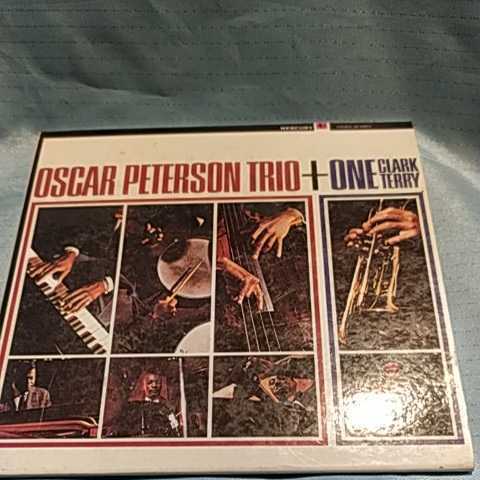 MERCURY
OSCAR PETERSON TRIO + ONE CLARK TERRY